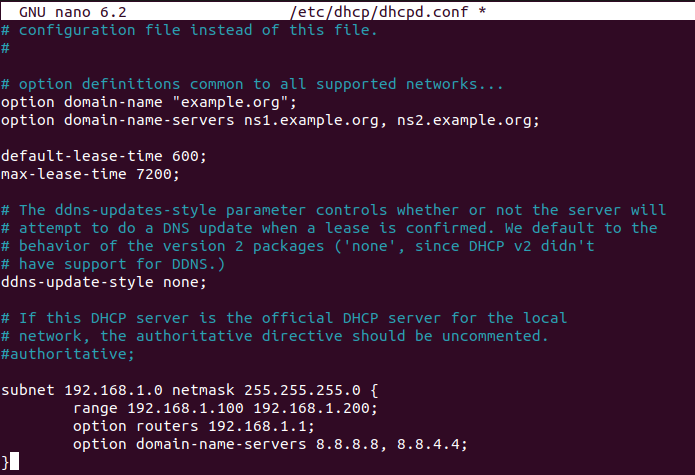 GNU nano 6.2 /etc/dhcp/dhcpd.conf *
# configuration file instead of this file.
#
# option definitions common to all supported networks...
option domain-name "example.org";
option domain-name-servers ns1.example.org, ns2.example.org;
default-lease-time 600;
max-lease-time 7200;
# The ddns-updates-style parameter controls whether or not the server will
# attempt to do a DNS update when a lease is confirmed. We default to the
# behavior of the version 2 packages ('none', since DHCP v2 didn't
# have support for DDNS.)
ddns-update-style none;
# If this DHCP server is the official DHCP server for the local
# network, the authoritative directive should be uncommented.
#authoritative;
subnet 192.168.1.0 netmask 255.255.255.0 {
        range 192.168.1.100 192.168.1.200;
        option routers 192.168.1.1;
        option domain-name-servers 8.8.8.8, 8.8.4.4;
}